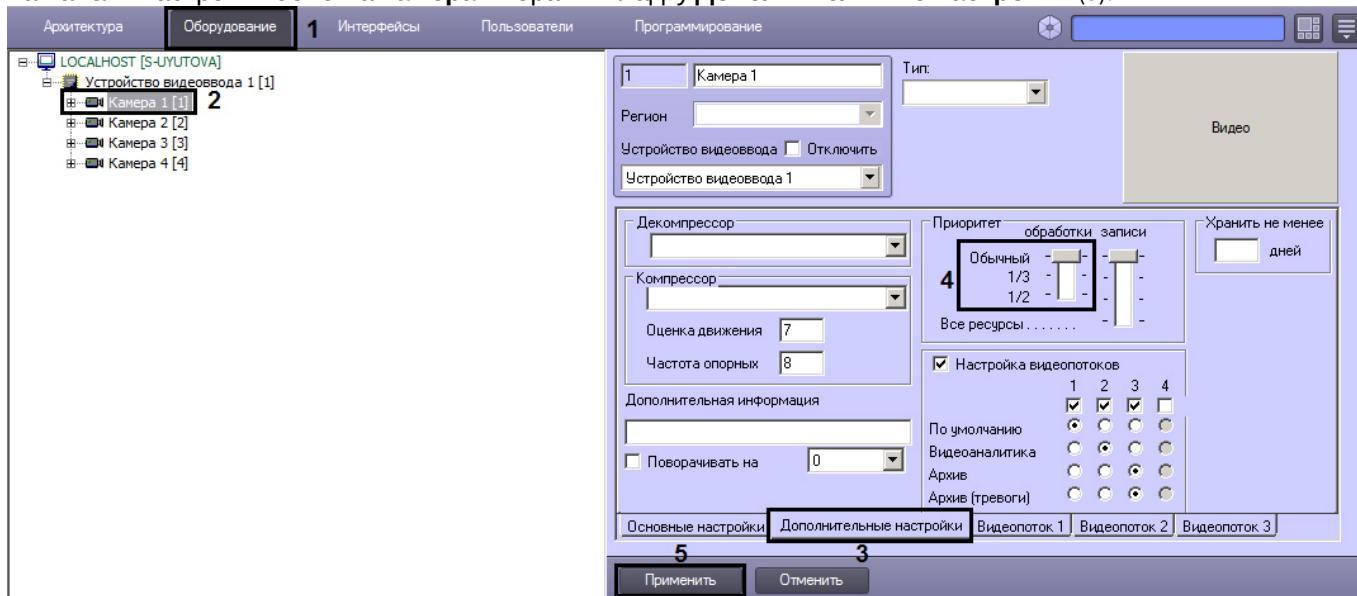 Архитектура Оборудование 1 Интерфейсы Пользователи Программирование
LOCALHOST [S-UYUTOVA]
Устройство видеоввода 1 [1]
Камера 1 [1] 2
Камера 2 [2]
Камера 3 [3]
Камера 4 [4]
1 Камера 1
Тип:
Регион
Устройство видеоввода Отключить
Устройство видеоввода 1
Видео
Декомпрессор
Компрессор
Оценка движения 7
Частота опорных 8
Дополнительная информация
Поворачивать на 0
Приоритет
обработки записи
Обычный
4 1/3
1/2
Все ресурсы . . . . . . .
Хранить не менее
дней
Настройка видеопотоков
1 2 3 4
По умолчанию
Видеоаналитика
Архив
Архив (тревоги)
Основные настройки Дополнительные настройки Видеопоток 1 Видеопоток 2 Видеопоток 3
5 3
Применить Отменить